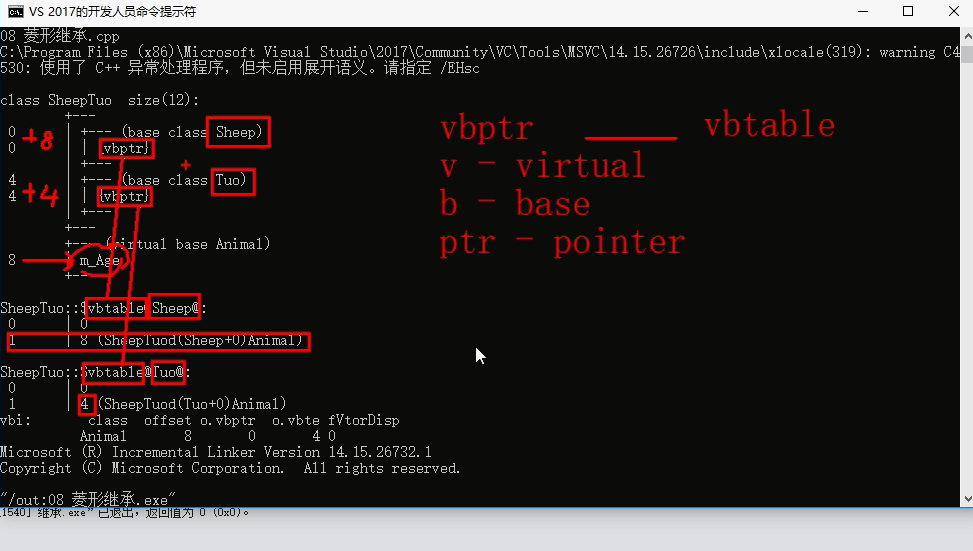 VS 2017的开发人员命令提示符
08 菱形继承.cpp
C:\Program Files (x86)\Microsoft Visual Studio\2017\Community\VC\Tools\MSVC\14.15.26726\include\xlocale(319): warning C4
530: 使用了 C++ 异常处理程序，但未启用展开语义。请指定 /EHsc
class SheepTuo  size(12):
+---
0 +8 | +--- (base class Sheep)
0 | | {vbptr}
| +---
4 | +--- (base class Tuo)
4 +4 | | {vbptr}
| +---
+---
+--- (virtual base Animal)
8 | m_Age
+---
+
vbptr ______ vbtable
v - virtual
b - base
ptr - pointer
SheepTuo::$vbtable@Sheep@:
0 | 0
1 | 8 (SheepTuod(Sheep+0)Animal)
SheepTuo::$vbtable@Tuo@:
0 | 0
1 | 4 (SheepTuod(Tuo+0)Animal)
vbi:       class  offset o.vbptr  o.vbte fVtorDisp
Animal       8       0       4 0
Microsoft (R) Incremental Linker Version 14.15.26732.1
Copyright (C) Microsoft Corporation.  All rights reserved.
"/out:08 菱形继承.exe"
[1540] 继承.exe" 已退出，返回值为 0 (0x0)。